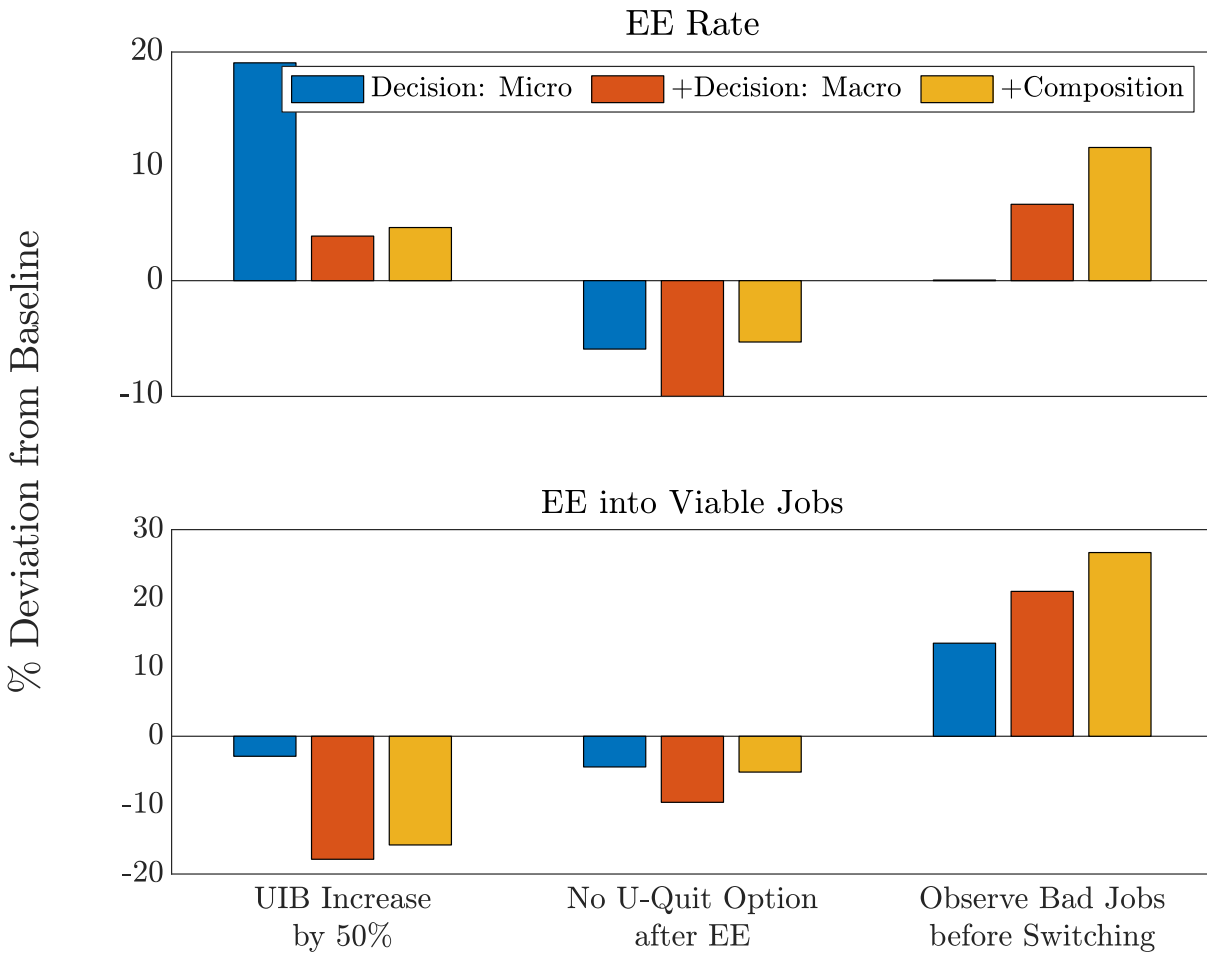 EE Rate
Decision: Micro +Decision: Macro +Composition
20
10
0
-10
% Deviation from Baseline
EE into Viable Jobs
30
20
10
0
-10
-20
UIB Increase by 50%
No U-Quit Option after EE
Observe Bad Jobs before Switching